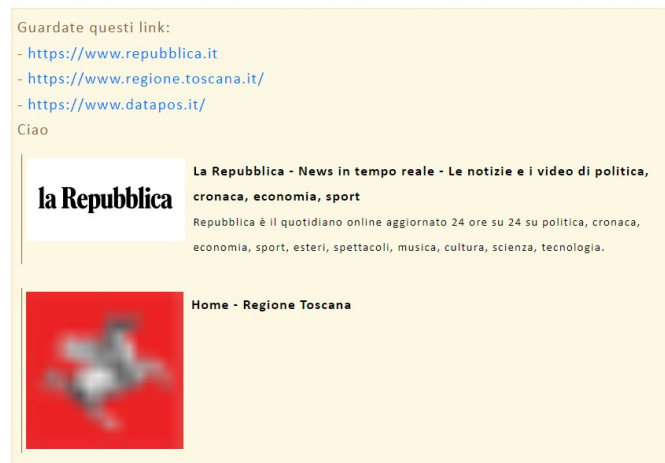 Guardate questi link:
- https://www.repubblica.it
- https://www.regione.toscana.it/
- https://www.datapos.it/
Ciao
la Repubblica
La Repubblica - News in tempo reale - Le notizie e i video di politica,
cronaca, economia, sport
Repubblica è il quotidiano online aggiornato 24 ore su 24 su politica, cronaca,
economia, sport, esteri, spettacoli, musica, cultura, scienza, tecnologia.
Home - Regione Toscana